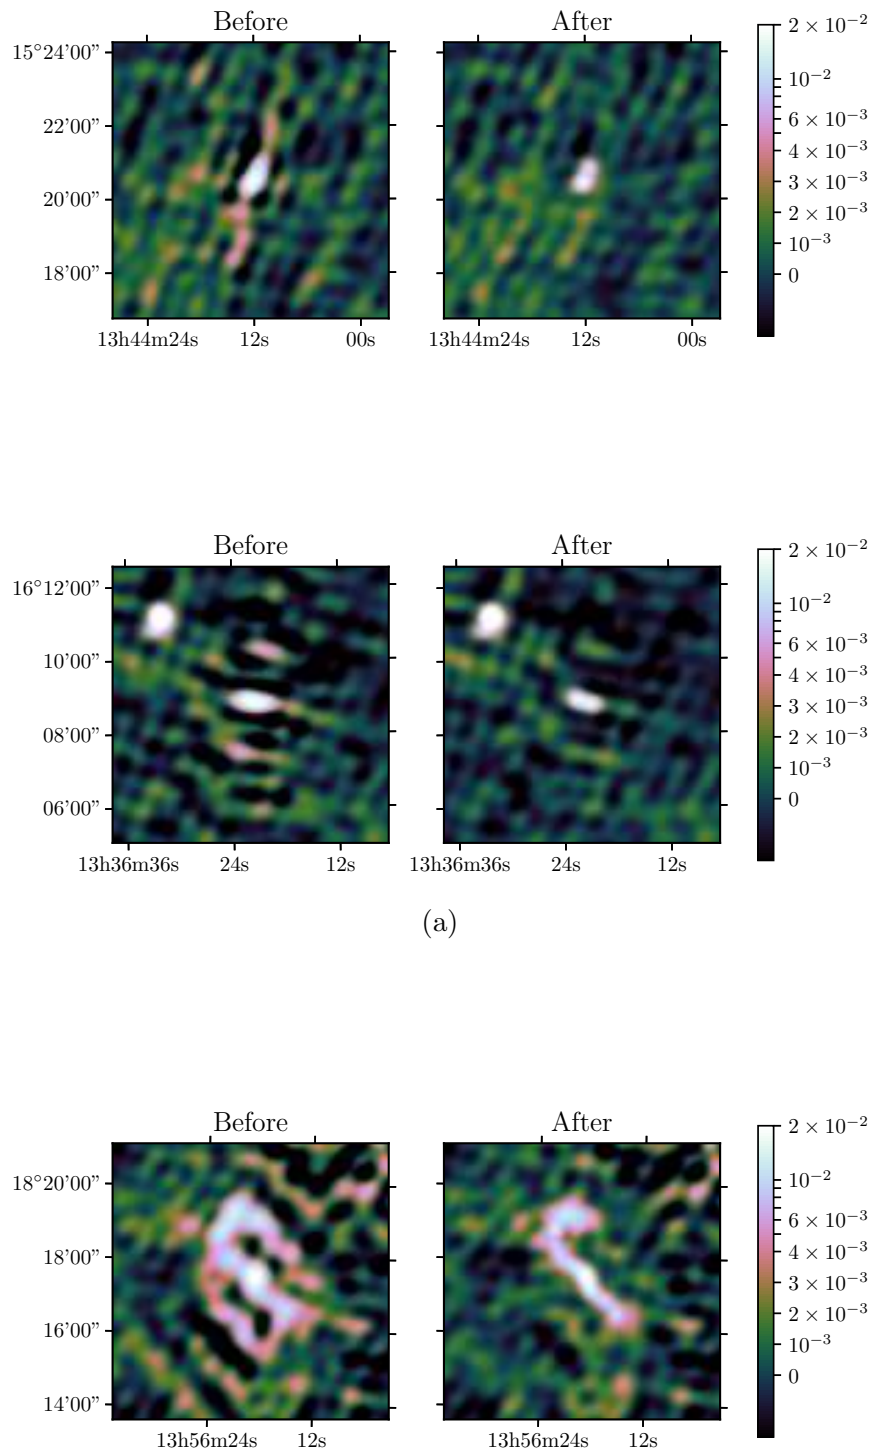 Before After
15°24′00″
22′00″
20′00″
18′00″
13h44m24s 12s 00s 13h44m24s 12s 00s
2 × 10⁻²
10⁻²
6 × 10⁻³
4 × 10⁻³
3 × 10⁻³
2 × 10⁻³
10⁻³
0
Before After
16°12′00″
10′00″
08′00″
06′00″
13h36m36s 24s 12s 13h36m36s 24s 12s
2 × 10⁻²
10⁻²
6 × 10⁻³
4 × 10⁻³
3 × 10⁻³
2 × 10⁻³
10⁻³
0
(a)
Before After
18°20′00″
18′00″
16′00″
14′00″
13h56m24s 12s 13h56m24s 12s
2 × 10⁻²
10⁻²
6 × 10⁻³
4 × 10⁻³
3 × 10⁻³
2 × 10⁻³
10⁻³
0